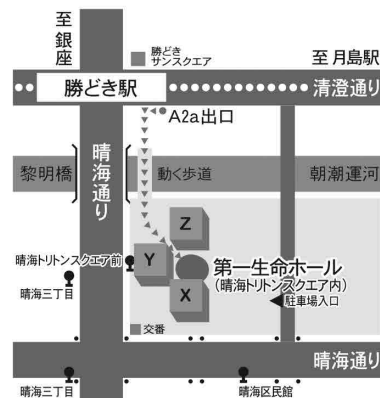 至
銀
座
勝どき
サンスクエア
至 月島駅
勝どき駅
清澄通り
A2a出口
黎明橋
晴海通り
動く歩道
朝潮運河
Z
Y
X
晴海トリトンスクエア前
第一生命ホール
(晴海トリトンスクエア内)
晴海三丁目
駐車場入口
交番
晴海通り
晴海三丁目
晴海区民館